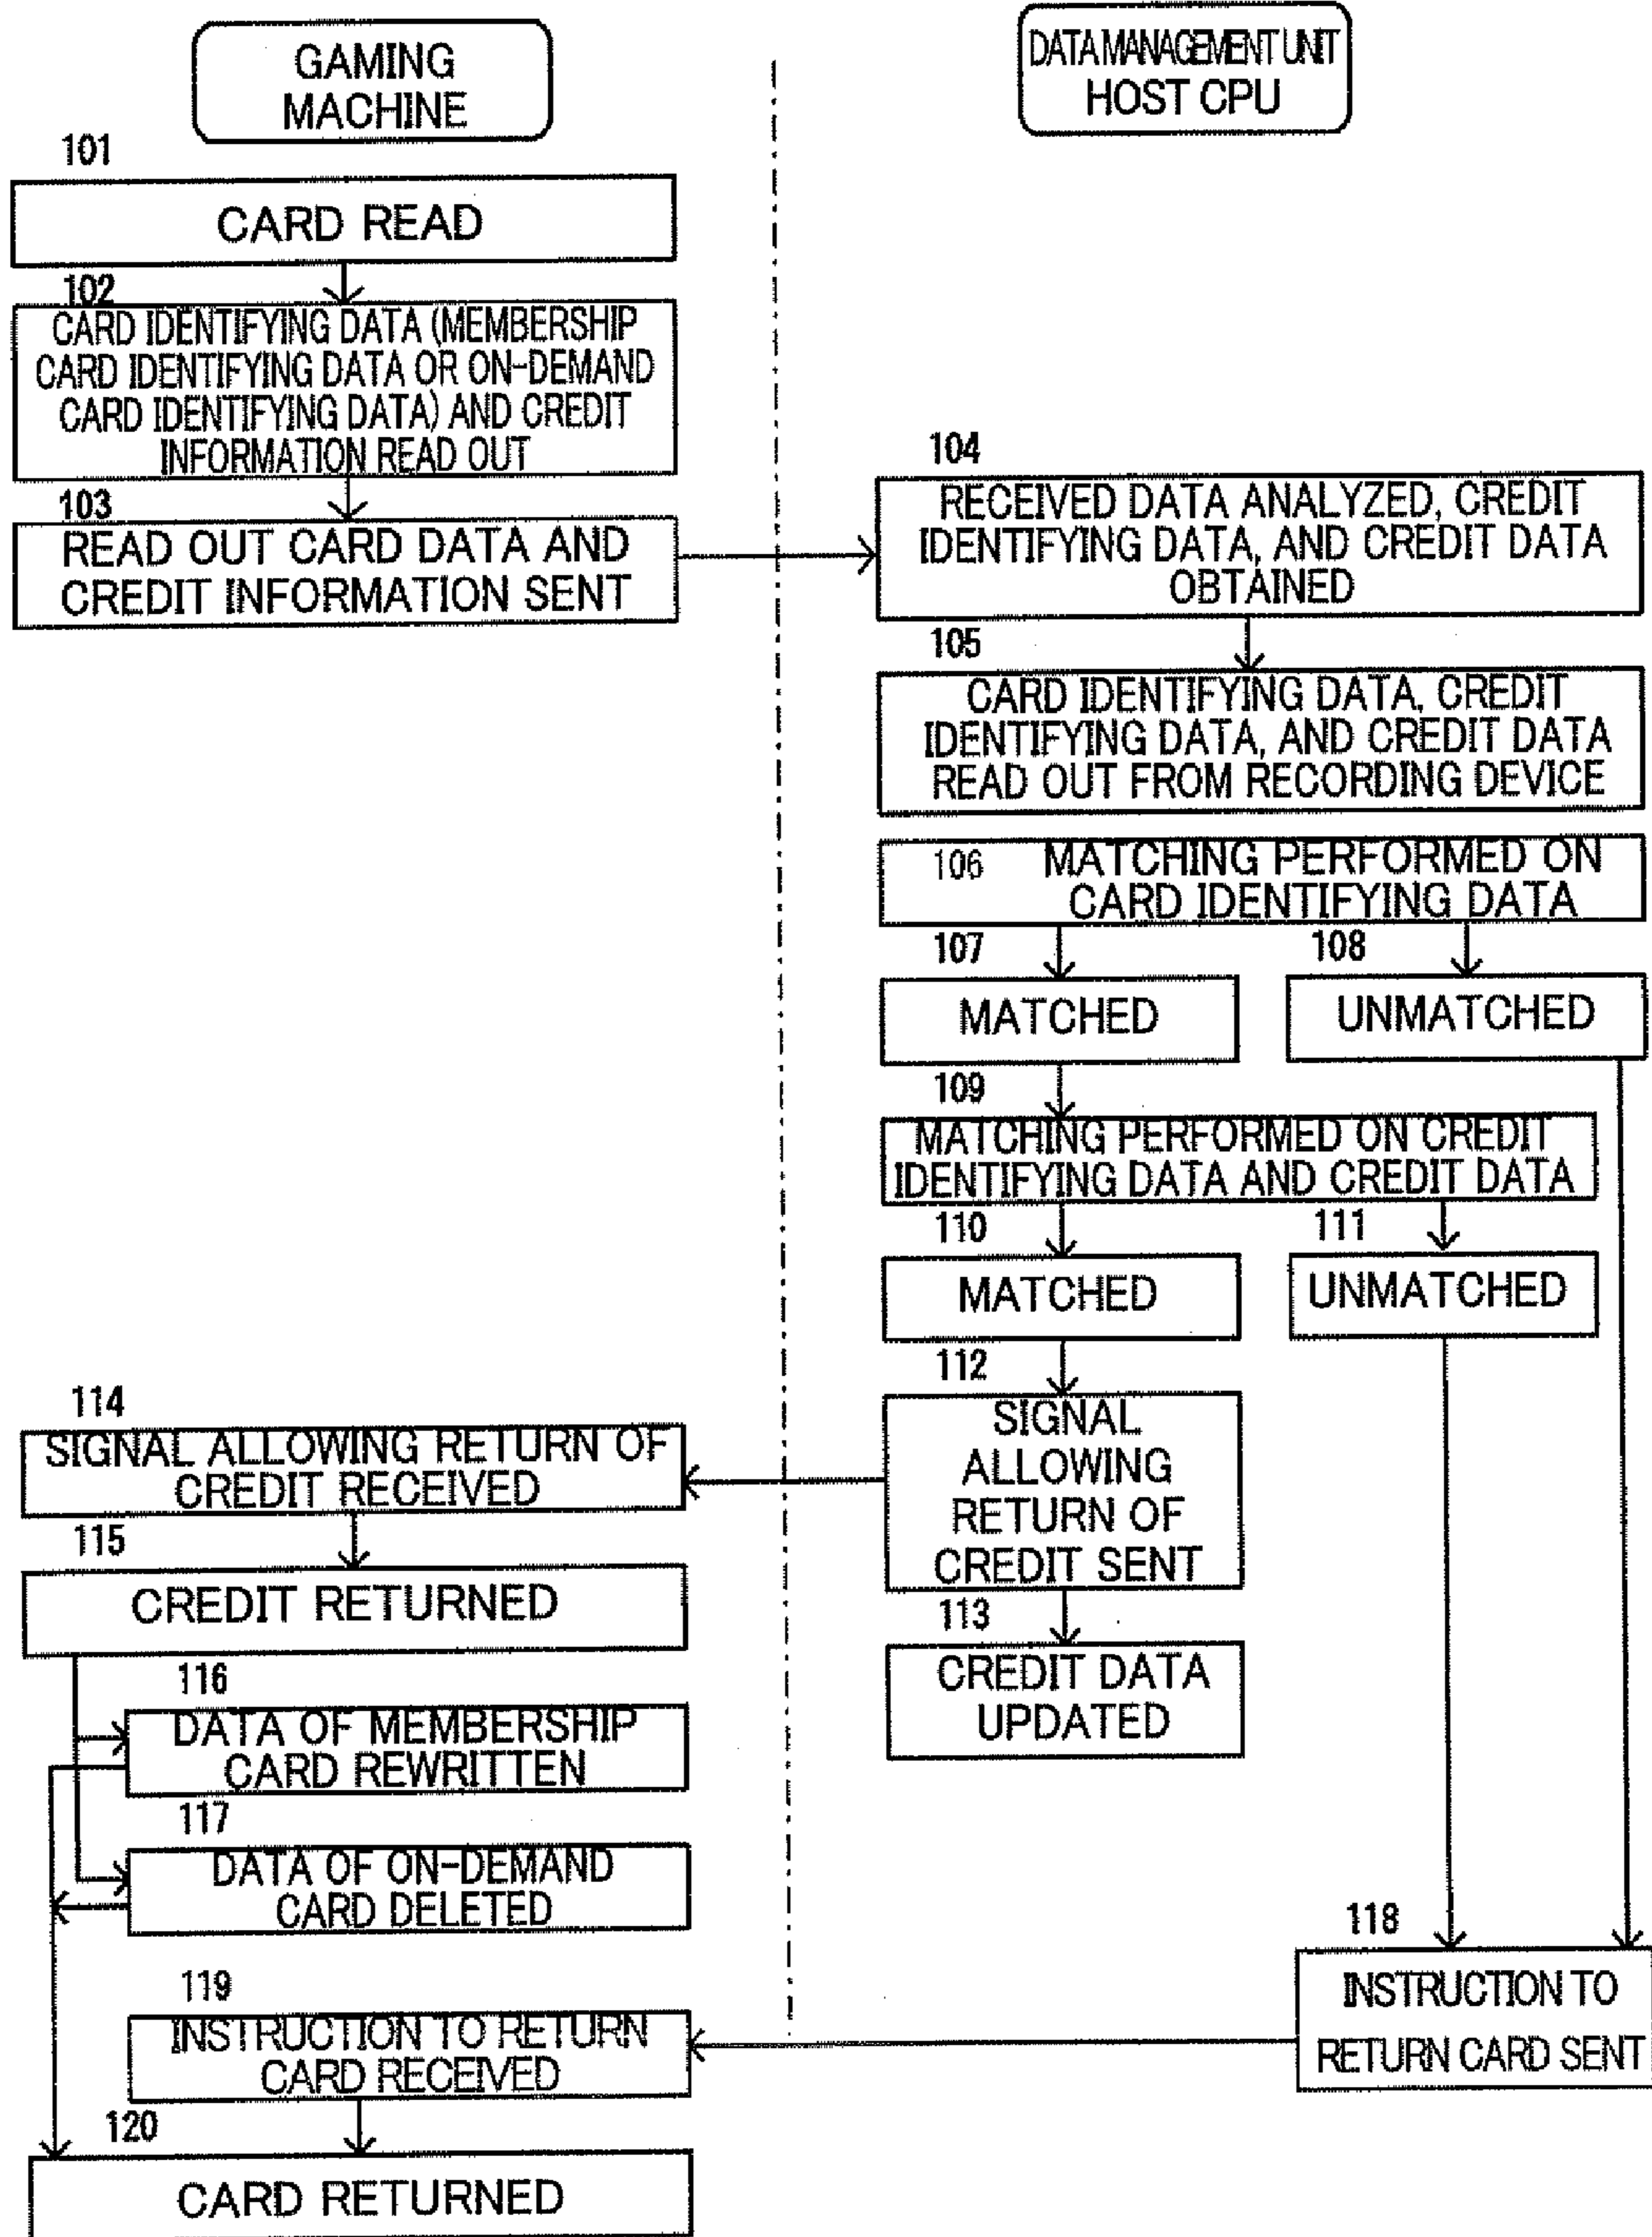 GAMING
MACHINE
DATA MANAGEMENT UNIT
HOST CPU
101
CARD READ
102
CARD IDENTIFYING DATA (MEMBERSHIP
CARD IDENTIFYING DATA OR ON-DEMAND
CARD IDENTIFYING DATA) AND CREDIT
INFORMATION READ OUT
103
READ OUT CARD DATA AND
CREDIT INFORMATION SENT
104
RECEIVED DATA ANALYZED, CREDIT
IDENTIFYING DATA, AND CREDIT DATA
OBTAINED
105
CARD IDENTIFYING DATA, CREDIT
IDENTIFYING DATA, AND CREDIT DATA
READ OUT FROM RECORDING DEVICE
106 MATCHING PERFORMED ON
CARD IDENTIFYING DATA
107
MATCHED
108
UNMATCHED
109
MATCHING PERFORMED ON CREDIT
IDENTIFYING DATA AND CREDIT DATA
110
MATCHED
111
UNMATCHED
112
SIGNAL
ALLOWING
RETURN OF
CREDIT SENT
113
CREDIT DATA
UPDATED
114
SIGNAL ALLOWING RETURN OF
CREDIT RECEIVED
115
CREDIT RETURNED
116
DATA OF MEMBERSHIP
CARD REWRITTEN
117
DATA OF ON-DEMAND
CARD DELETED
118
INSTRUCTION TO
RETURN CARD SENT
119
INSTRUCTION TO RETURN
CARD RECEIVED
120
CARD RETURNED